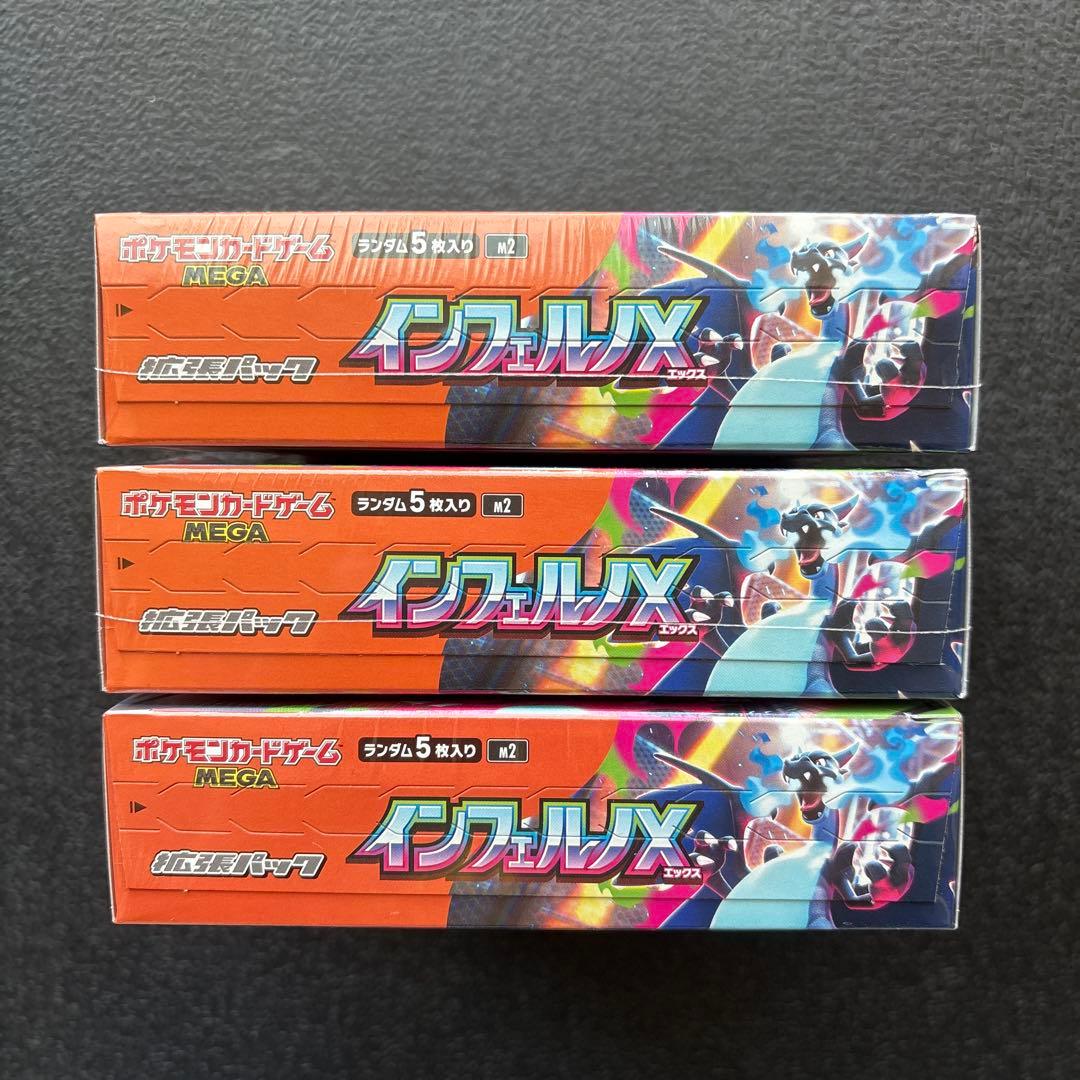 ポケモンカードゲーム ランダム5枚入り M2
MEGA
インフェルノX
エックス
拡張パック
ポケモンカードゲーム ランダム5枚入り M2
MEGA
インフェルノX
エックス
拡張パック
ポケモンカードゲーム ランダム5枚入り M2
MEGA
インフェルノX
エックス
拡張パック